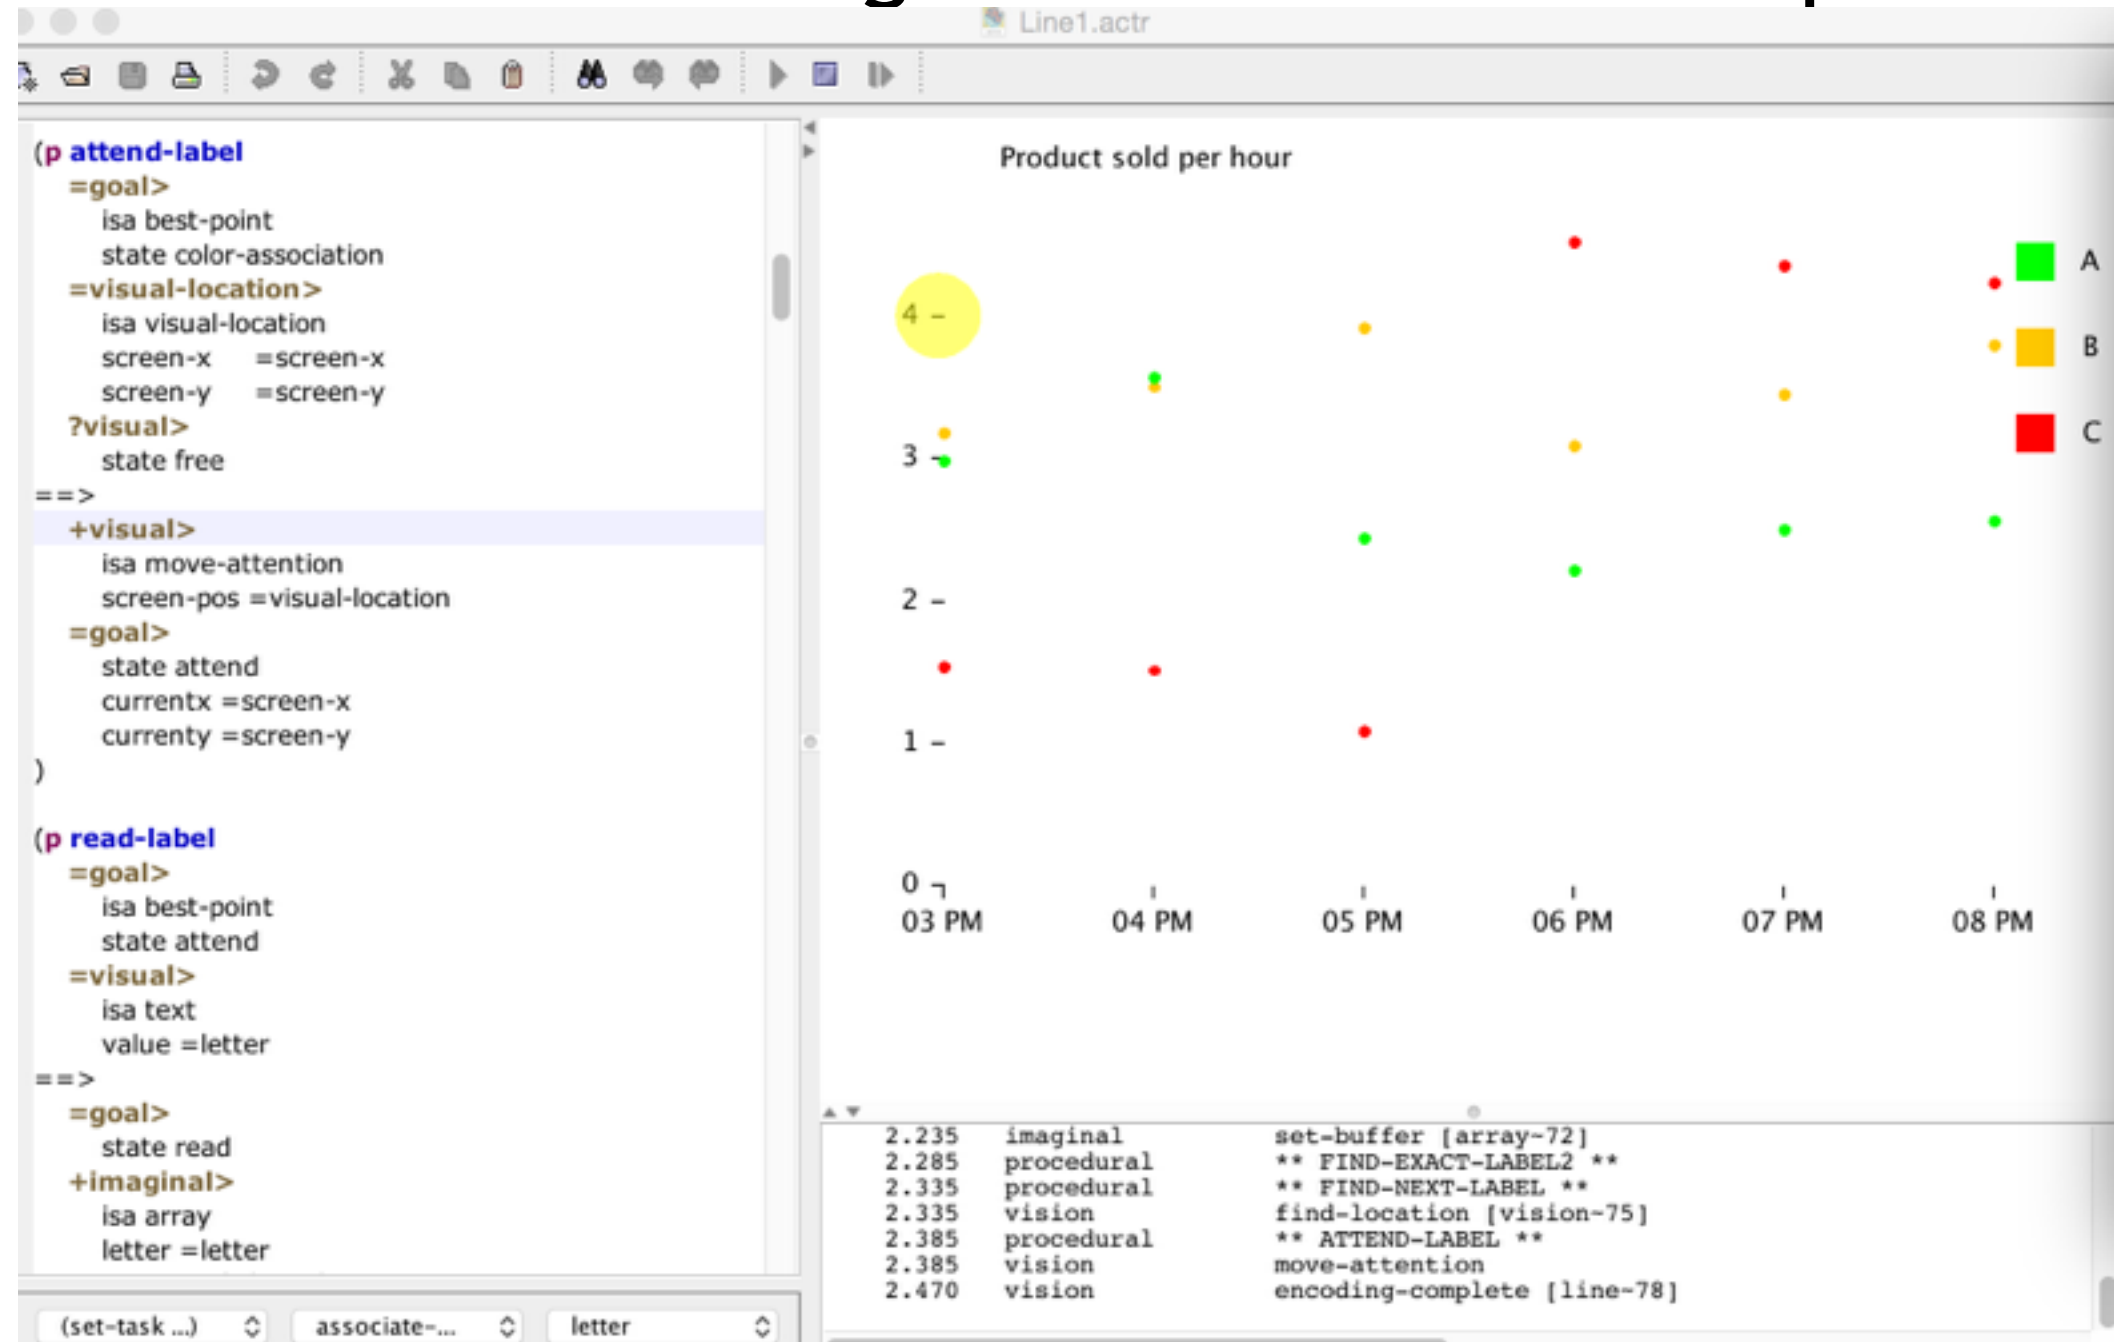 Line1.actr
(p attend-label
=goal>
isa best-point
state color-association
=visual-location>
isa visual-location
screen-x =screen-x
screen-y =screen-y
?visual>
state free
==>
+visual>
isa move-attention
screen-pos =visual-location
=goal>
state attend
currentx =screen-x
currenty =screen-y
)
(p read-label
=goal>
isa best-point
state attend
=visual>
isa text
value =letter
==>
=goal>
state read
+imaginal>
isa array
letter =letter
(set-task ...)
associate-...
letter
Product sold per hour
A
4
B
C
3
2
1
0
03 PM 04 PM 05 PM 06 PM 07 PM 08 PM
2.235 imaginal set-buffer [array~72]
2.285 procedural ** FIND-EXACT-LABEL2 **
2.335 procedural ** FIND-NEXT-LABEL **
2.335 vision find-location [vision~75]
2.385 procedural ** ATTEND-LABEL **
2.385 vision move-attention
2.470 vision encoding-complete [line~78]